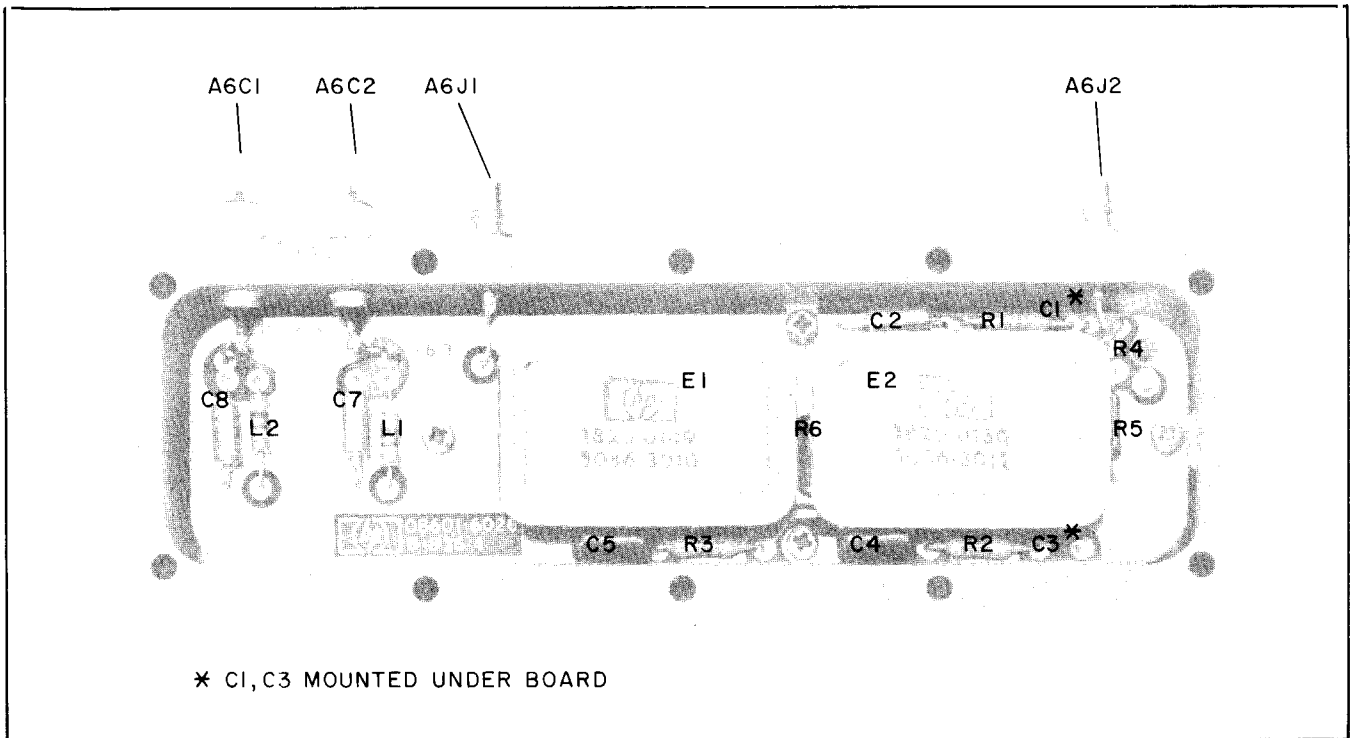 A6C1 A6C2 A6J1 A6J2
C1
C2 R1
R4
E1 E2
C8 C7
L2 L1 R6 R5
C5 R3 C4 R2 C3
* C1, C3 MOUNTED UNDER BOARD